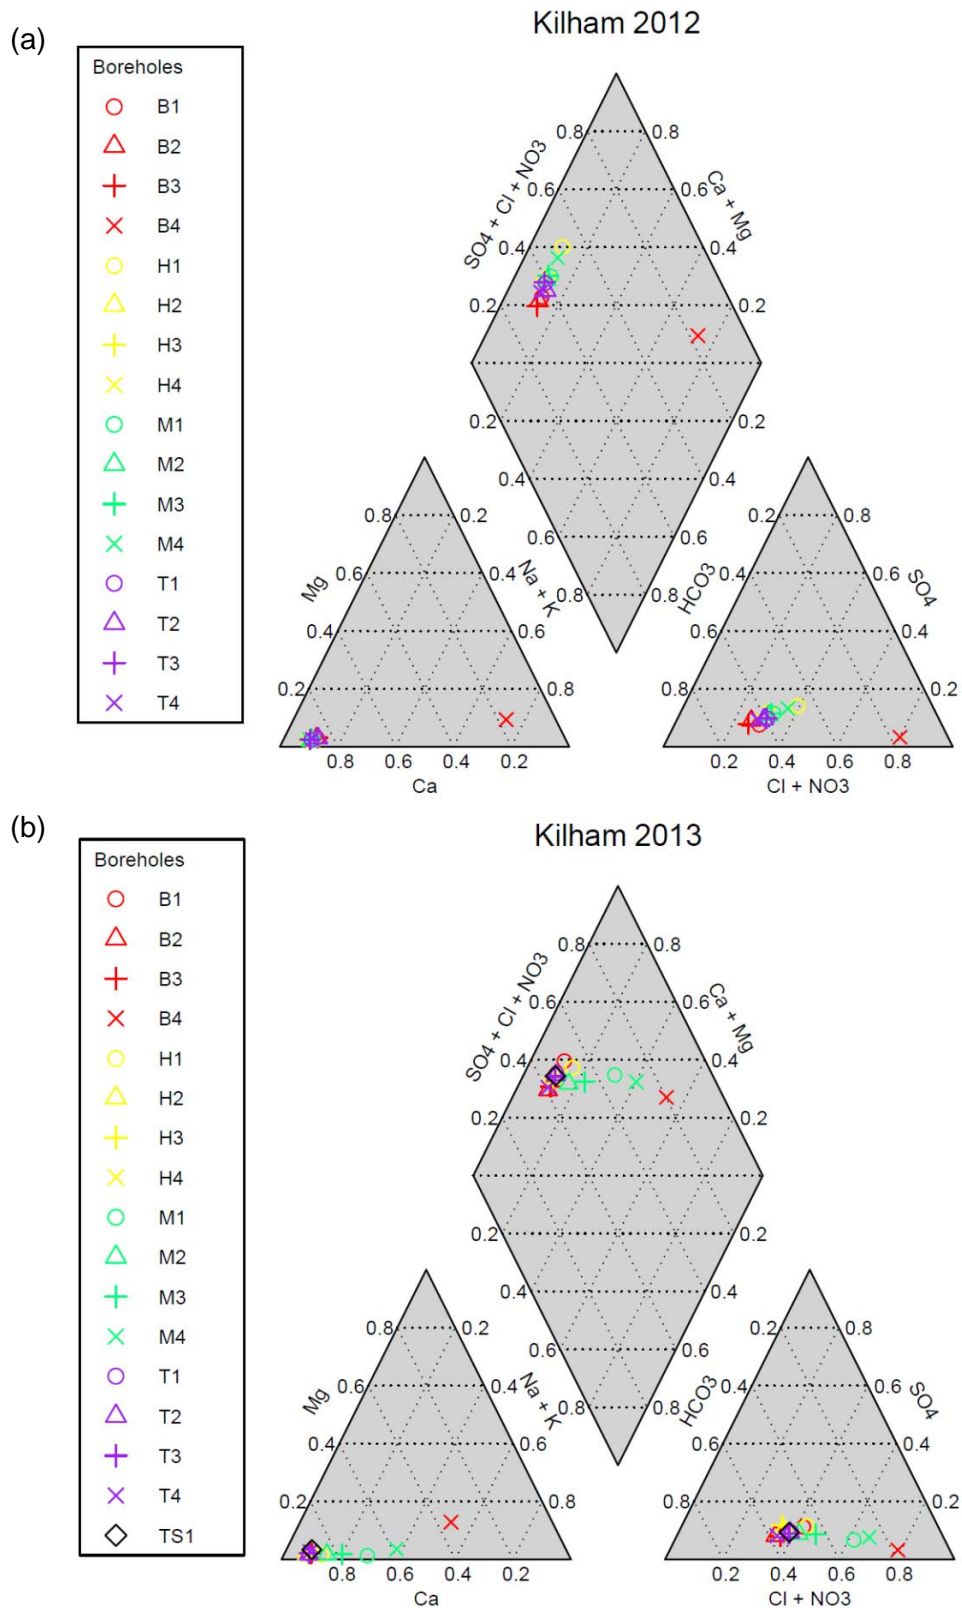 (a)
Kilham 2012
Boreholes
B1
B2
B3
B4
H1
H2
H3
H4
M1
M2
M3
M4
T1
T2
T3
T4
0.8 0.8
SO4 + Cl + NO3
Ca + Mg
0.6 0.6
0.4 0.4
0.2 0.2
0.2 0.2
0.4 0.4
0.6 0.6
0.8 0.8
Mg
Na + K
0.8 0.2
0.6 0.4
0.4 0.6
0.2 0.8
0.8 0.6 0.4 0.2
Ca
HCO3
SO4
0.2 0.8
0.4 0.6
0.6 0.4
0.8 0.2
0.2 0.4 0.6 0.8
Cl + NO3
(b)
Kilham 2013
Boreholes
B1
B2
B3
B4
H1
H2
H3
H4
M1
M2
M3
M4
T1
T2
T3
T4
TS1
0.8 0.8
SO4 + Cl + NO3
Ca + Mg
0.6 0.6
0.4 0.4
0.2 0.2
0.2 0.2
0.4 0.4
0.6 0.6
0.8 0.8
Mg
Na + K
0.8 0.2
0.6 0.4
0.4 0.6
0.2 0.8
0.8 0.6 0.4 0.2
Ca
HCO3
SO4
0.2 0.8
0.4 0.6
0.6 0.4
0.8 0.2
0.2 0.4 0.6 0.8
Cl + NO3